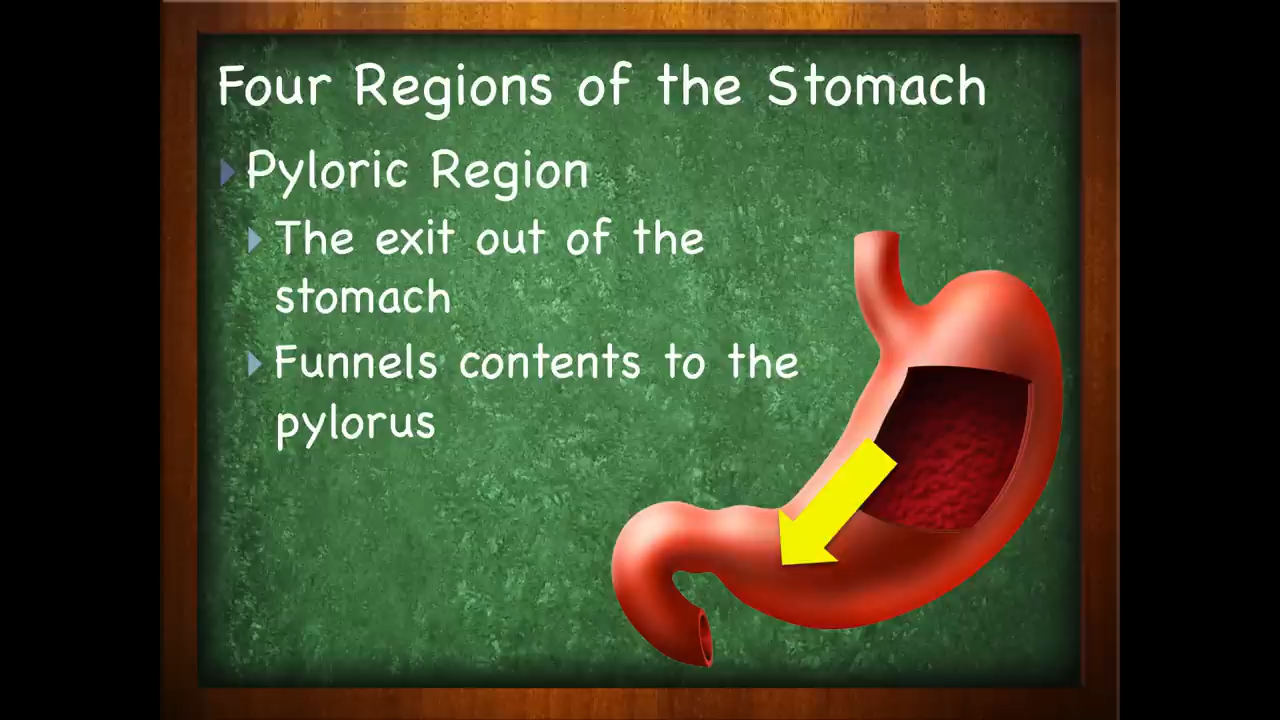 Four Regions of the Stomach
Pyloric Region
The exit out of the
stomach
Funnels contents to the
pylorus